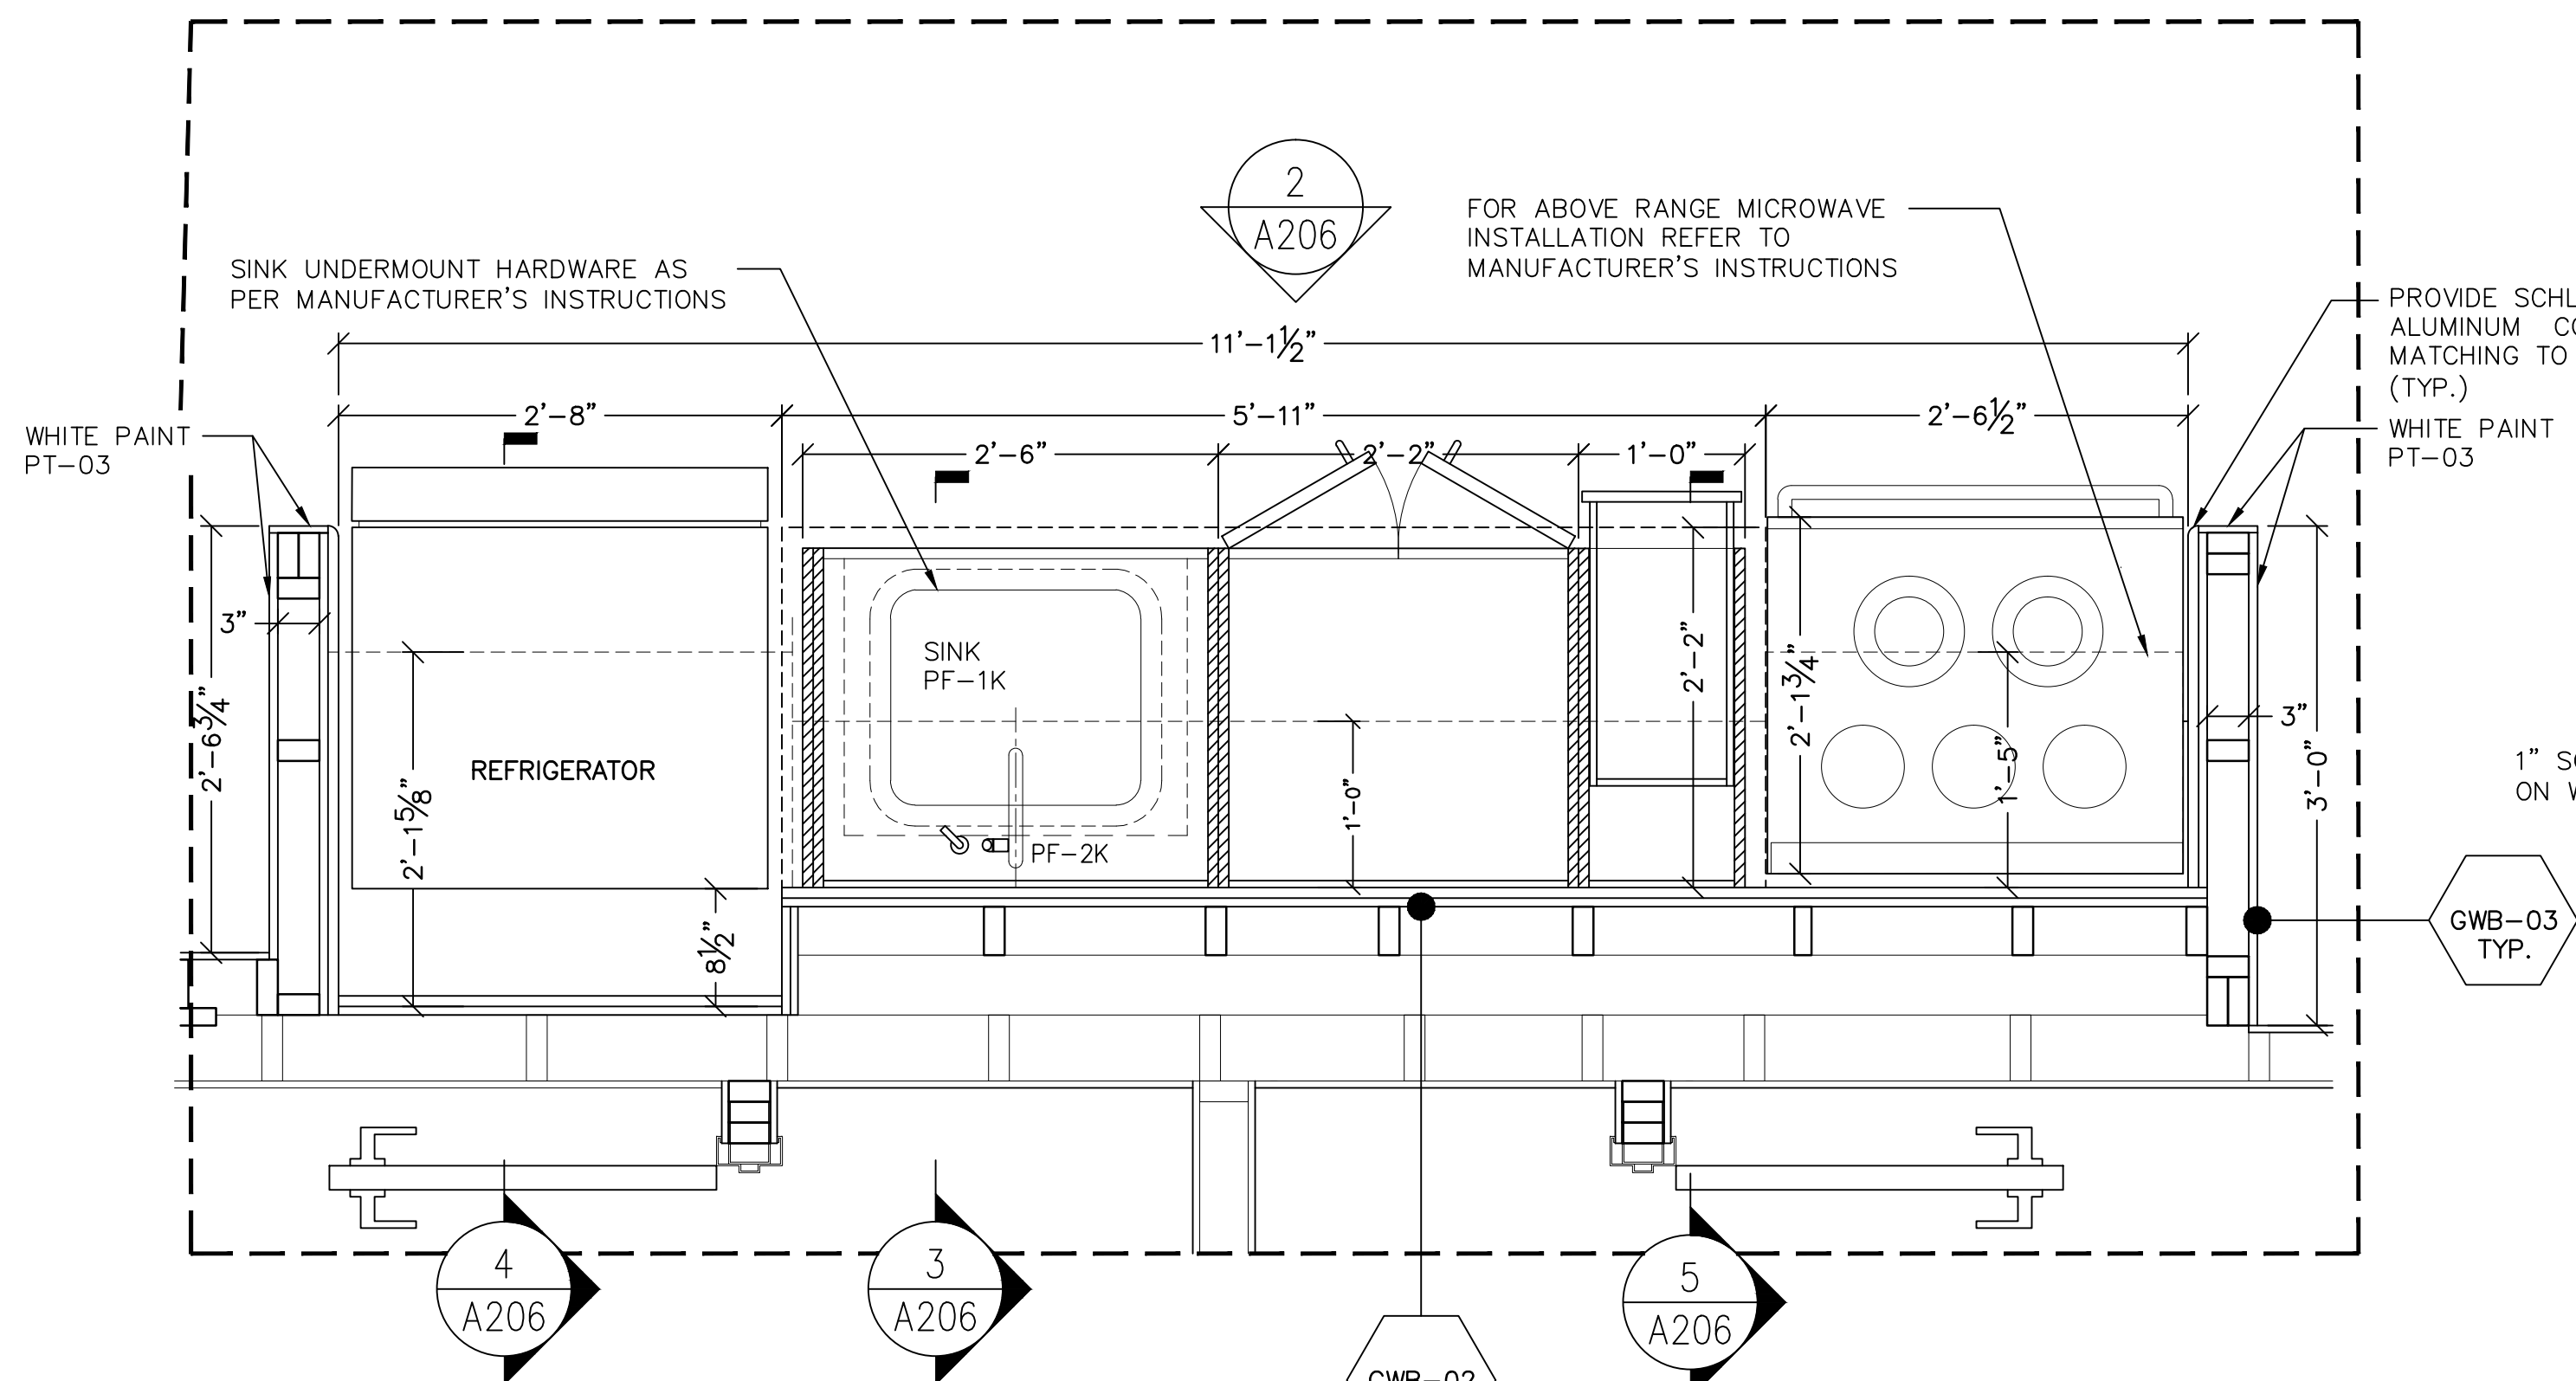 2
A206
FOR ABOVE RANGE MICROWAVE
INSTALLATION REFER TO
MANUFACTURER'S INSTRUCTIONS
SINK UNDERMOUNT HARDWARE AS
PER MANUFACTURER'S INSTRUCTIONS
PROVIDE
ALUMINUM
MATCHING TO
(TYP.)
11'-1½"
2'-8"
5'-11"
2'-6½"
WHITE PAINT
PT-03
WHITE PAINT
PT-03
2'-6"
2'-2"
1'-0"
3"
2'-6¾"
SINK
PF-1K
2'-2"
2'-1¾"
3"
REFRIGERATOR
2'-1⅝"
1'-0"
1'-5"
3'-0"
1"
ON
PF-2K
8½"
GWB-03
TYP.
4
A206
3
A206
5
A206
GWB-02